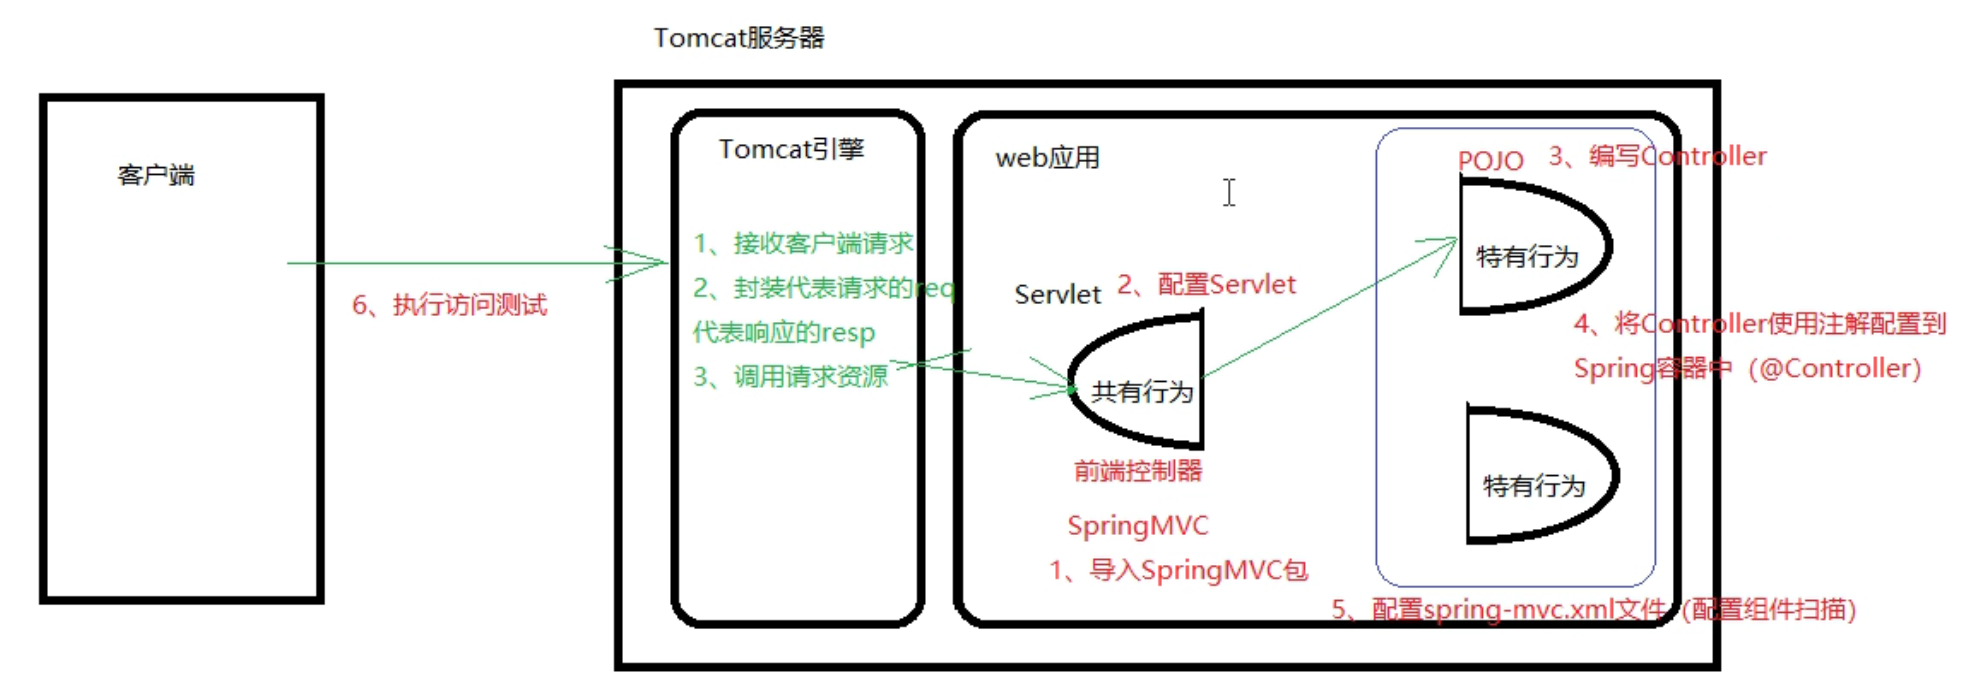 Tomcat服务器
客户端
6、执行访问测试
Tomcat引擎
1、接收客户端请求
2、封装代表请求的req
代表响应的resp
3、调用请求资源
web应用
Servlet
2、配置Servlet
共有行为
前端控制器
SpringMVC
1、导入SpringMVC包
POJO
3、编写Controller
特有行为
4、将Controller使用注解配置到
Spring容器中（@Controller）
特有行为
5、配置spring-mvc.xml文件（配置组件扫描）